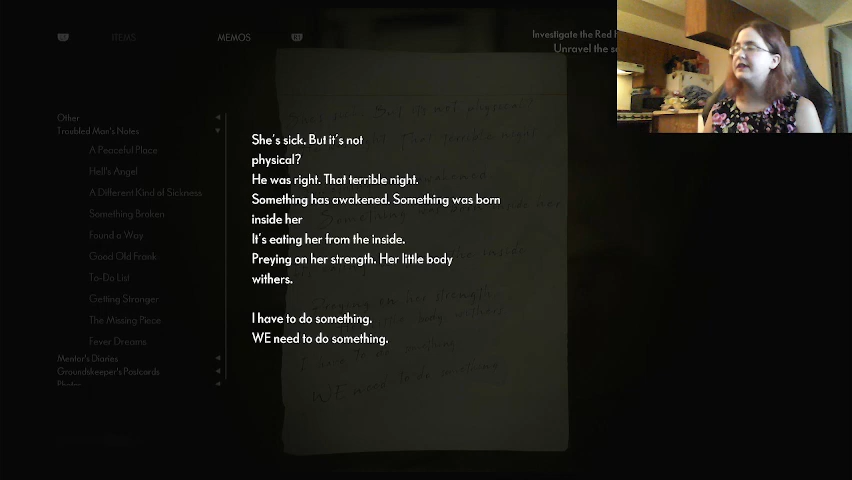 ITEMS
MEMOS
Investigate the Red
Unravel the se
Other
Troubled Man's Notes
A Peaceful Place
Hell's Angel
A Different Kind of Sickness
Something Broken
Found a Way
Good Old Frank
To-Do List
Getting Stronger
The Missing Piece
Fever Dreams
Mentor's Diaries
Groundskeeper's Postcards
She's sick. But it's not
physical?
He was right. That terrible night.
Something has awakened. Something was born
inside her
It's eating her from the inside.
Preying on her strength. Her little body
withers.
I have to do something.
WE need to do something.